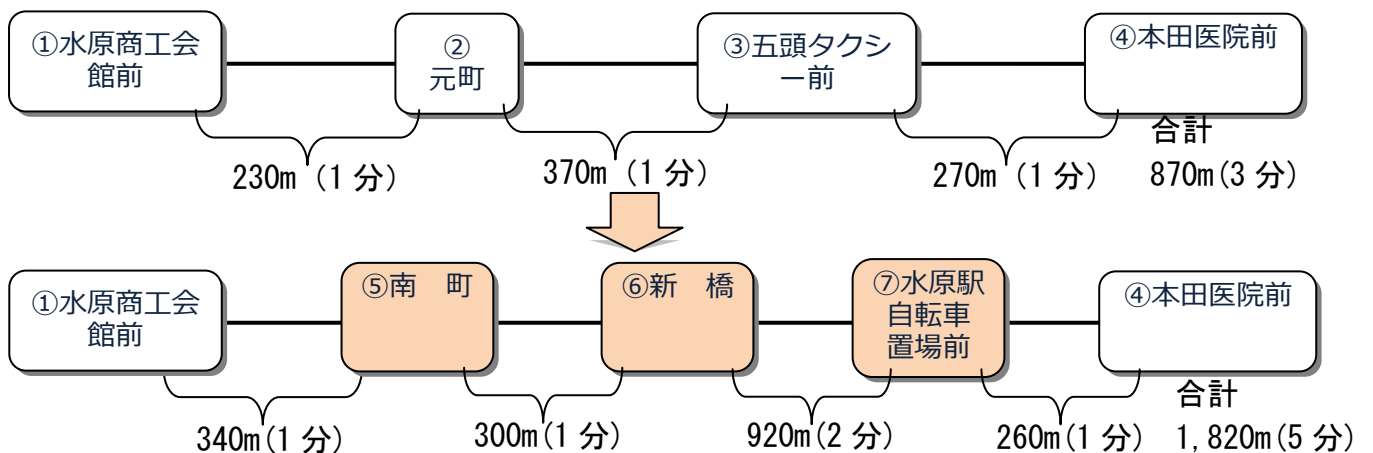 ①水原商工会
館前
②
元町
③五頭タクシ
ー前
④本田医院前
230m (1 分)
370m (1 分)
270m (1 分)
合計
870m(3 分)
①水原商工会
館前
⑤南　町
⑥新　橋
⑦水原駅
自転車
置場前
④本田医院前
340m(1 分)
300m(1 分)
920m(2 分)
260m(1 分)
合計
1,820m(5 分)